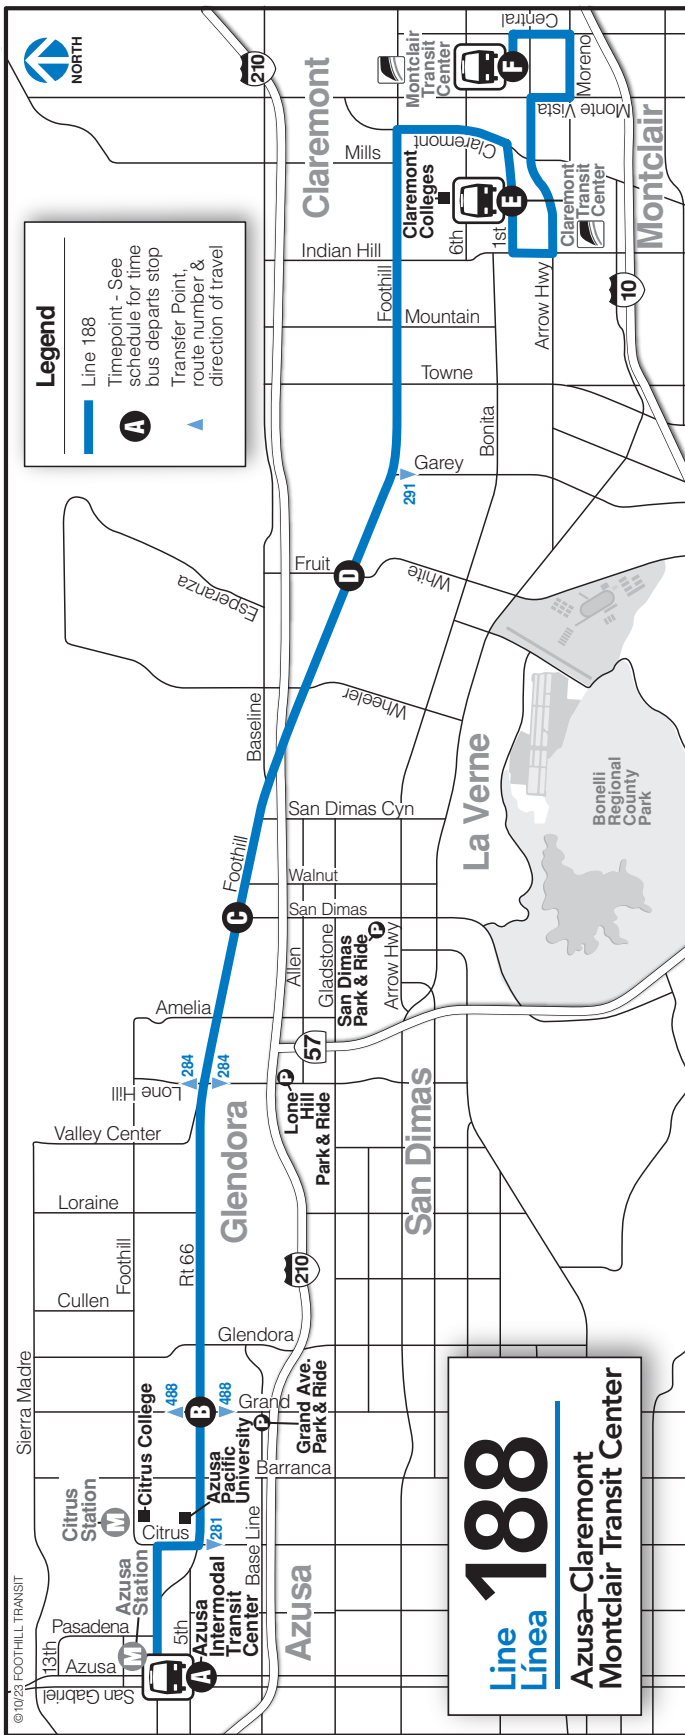 ©10/23 FOOTHILL TRANSIT
NORTH
Legend
Line 188
A
Timepoint - See
schedule for time
bus departs stop
Transfer Point,
route number &
direction of travel
Line
Línea
188
Azusa–Claremont
Montclair Transit Center
Sierra Madre
13th
Pasadena
Azusa
San Gabriel
Azusa
Station
M
Citrus
Station
M
5th
A
Azusa
Intermodal
Transit
Center
Citrus
Citrus College
Azusa
Pacific
University
281
Base Line
Azusa
488
B
488
Grand
P
Grand Ave.
Park & Ride
Barranca
Glendora
Cullen
Foothill
Rt 66
Loraine
Valley Center
210
Glendora
Lone Hill
284
284
Amelia
P
Lone
Hill
Park & Ride
57
San Dimas
C
Foothill
San Dimas
Walnut
San Dimas Cyn
Allen
Gladstone
San Dimas
Park & Ride
P
Arrow Hwy
La Verne
Bonelli
Regional
County
Park
Baseline
Wheeler
Esperanza
Fruit
D
White
291
Garey
Bonita
Towne
Mountain
Foothill
Indian Hill
Arrow Hwy
10
210
Claremont
Mills
Claremont
Claremont
Colleges
6th
1st
E
Claremont
Transit
Center
Montclair
Monte
Vista
Moreno
Central
F
Montclair
Transit
Center